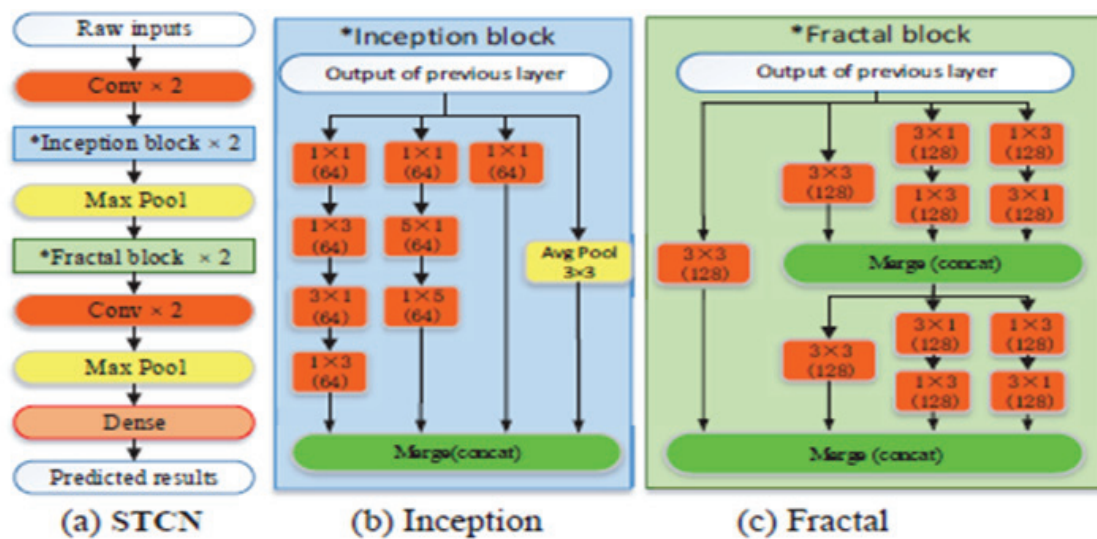 Raw inputs
Conv × 2
*Inception block × 2
Max Pool
*Fractal block × 2
Conv × 2
Max Pool
Dense
Predicted results
(a) STCN
*Inception block
Output of previous layer
1×1
(64)
1×3
(64)
3×1
(64)
1×3
(64)
1×1
(64)
5×1
(64)
1×5
(64)
1×1
(64)
Avg Pool
3×3
Merge(concat)
(b) Inception
*Fractal block
Output of previous layer
3×3
(128)
3×3
(128)
3×1
(128)
1×3
(128)
1×3
(128)
3×1
(128)
Merge (concat)
3×3
(128)
3×1
(128)
1×3
(128)
1×3
(128)
3×1
(128)
Merge (concat)
(c) Fractal